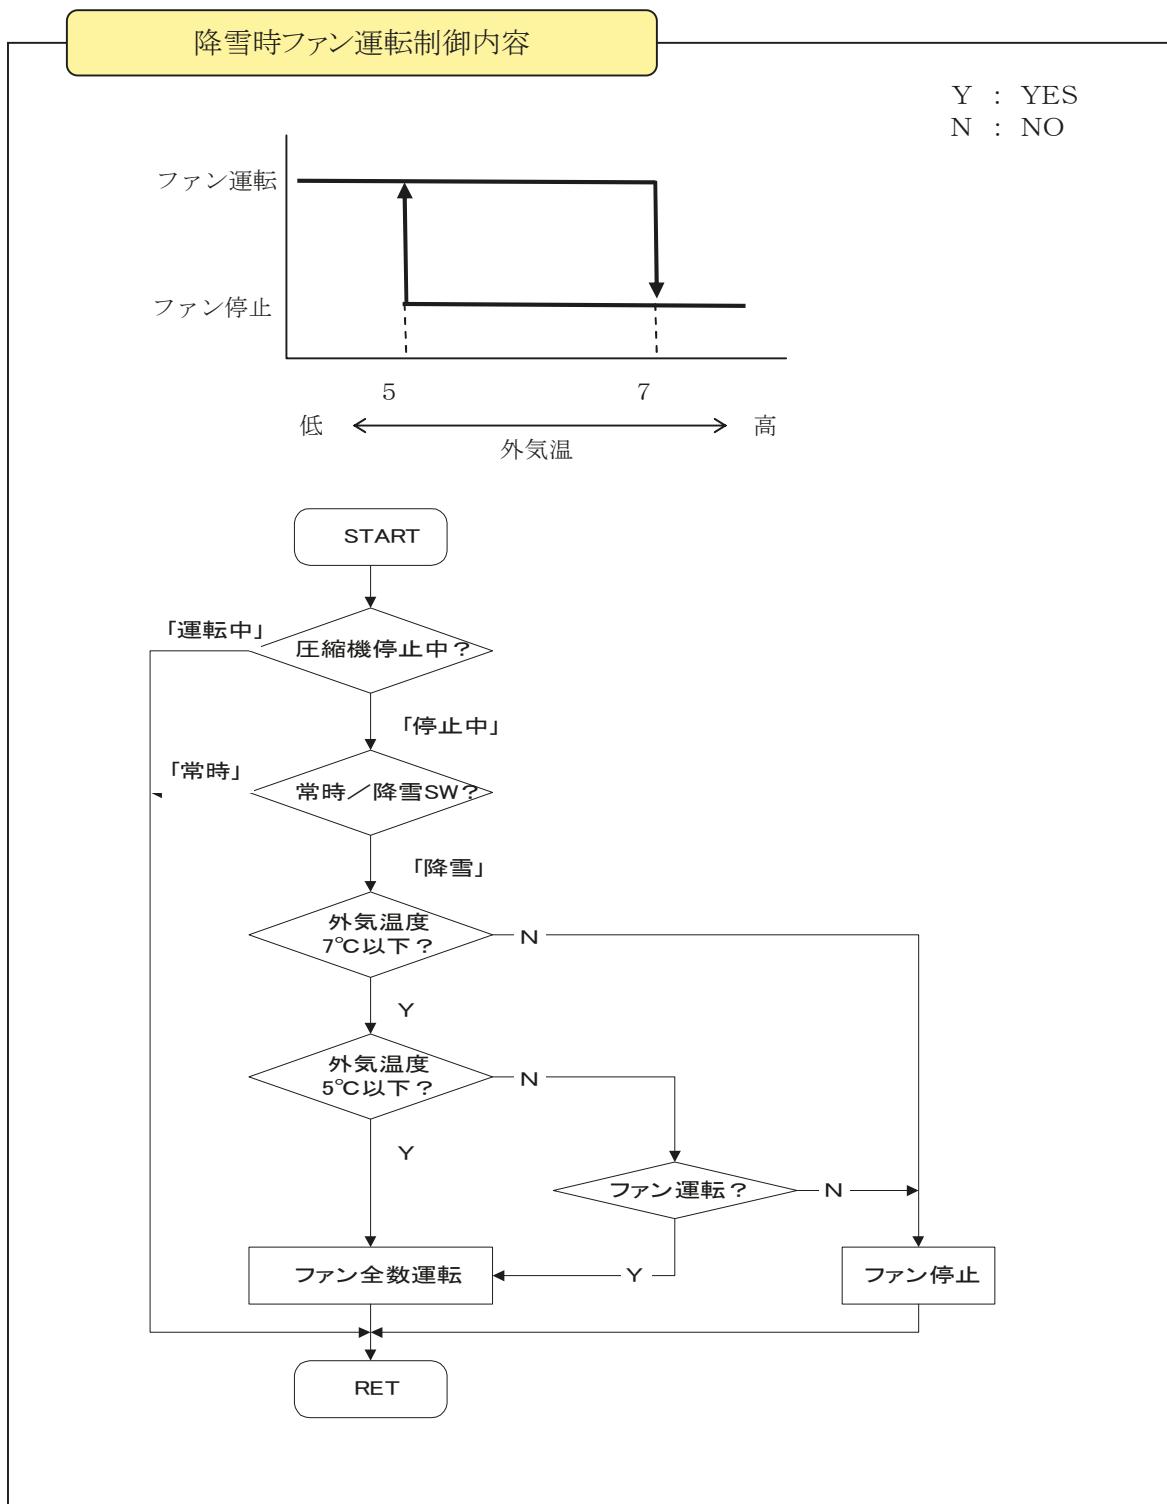 降雪時ファン運転制御内容
Y : YES
N : NO
ファン運転
ファン停止
5
7
低
高
外気温
START
「運転中」
圧縮機停止中？
「停止中」
「常時」
常時／降雪SW？
「降雪」
外気温度
7℃以下？
N
Y
外気温度
5℃以下？
N
Y
ファン運転？
N
ファン全数運転
Y
ファン停止
RET